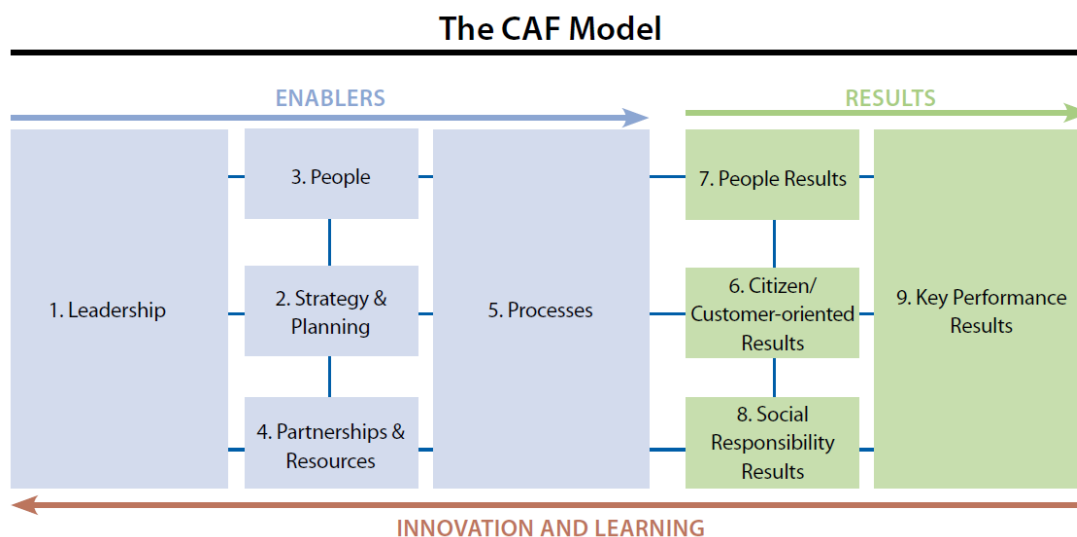 The CAF Model
ENABLERS
RESULTS
1. Leadership
3. People
2. Strategy &
Planning
4. Partnerships &
Resources
5. Processes
7. People Results
6. Citizen/
Customer-oriented
Results
8. Social
Responsibility
Results
9. Key Performance
Results
INNOVATION AND LEARNING